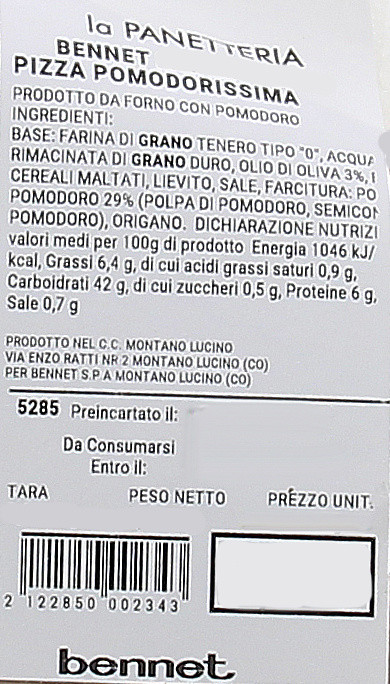 la PANETTERIA
BENNET
PIZZA POMODORISSIMA
PRODOTTO DA FORNO CON POMODORO
INGREDIENTI:
BASE: FARINA DI GRANO TENERO TIPO "0", ACQUA
RIMACINATA DI GRANO DURO, OLIO DI OLIVA 3%,
CEREALI MALTATI, LIEVITO, SALE, FARCITURA: PO
POMODORO 29% (POLPA DI POMODORO, SEMICON
POMODORO), ORIGANO. DICHIARAZIONE NUTRIZI
valori medi per 100g di prodotto Energia 1046 kJ/
kcal, Grassi 6,4 g, di cui acidi grassi saturi 0,9 g,
Carboidrati 42 g, di cui zuccheri 0,5 g, Proteine 6 g,
Sale 0,7 g
PRODOTTO NEL C.C. MONTANO LUCINO
VIA ENZO RATTI NR 2 MONTANO LUCINO (CO)
PER BENNET S.P.A MONTANO LUCINO (CO)
5285 Preincartato il:
Da Consumarsi
Entro il:
TARA PESO NETTO PREZZO UNIT.
2 122850 002343
bennet